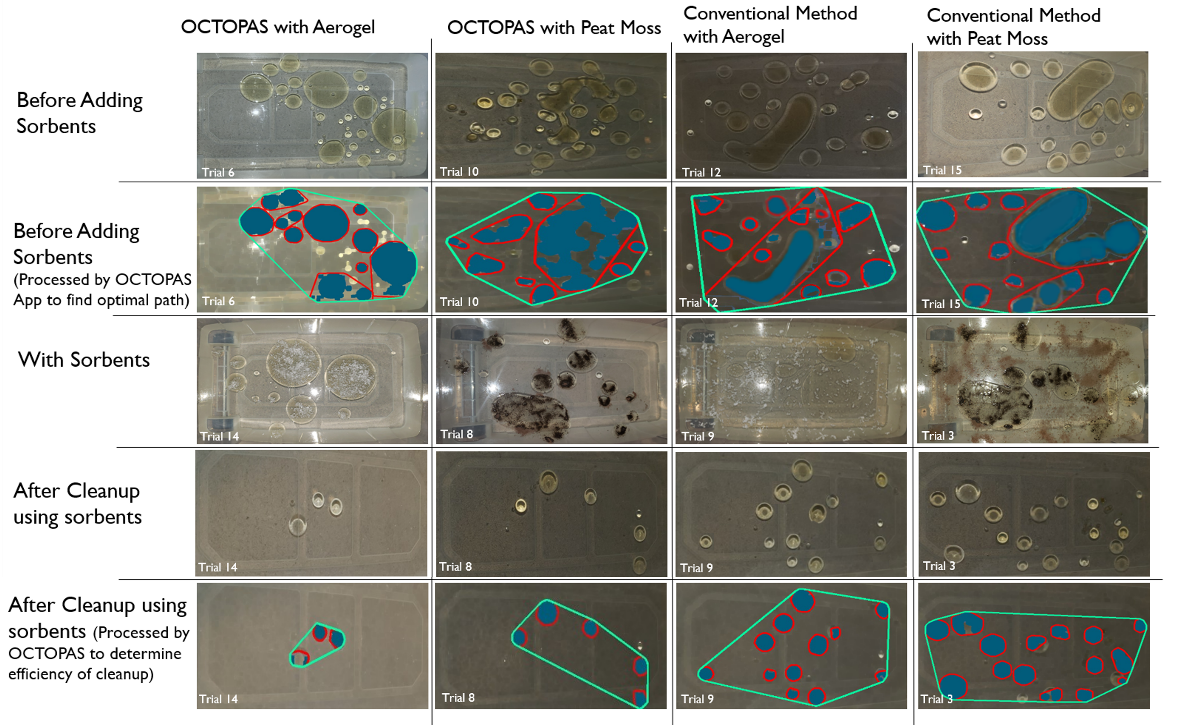 OCTOPAS with Aerogel
OCTOPAS with Peat Moss
Conventional Method
with Aerogel
Conventional Method
with Peat Moss
Before Adding
Sorbents
Trial 6
Trial 10
Trial 12
Trial 15
Before Adding
Sorbents
(Processed by OCTOPAS
App to find optimal path)
Trial 6
Trial 10
Trial 12
Trial 15
With Sorbents
Trial 14
Trial 8
Trial 9
Trial 3
After Cleanup
using sorbents
Trial 14
Trial 8
Trial 9
Trial 3
After Cleanup using
sorbents (Processed by
OCTOPAS to determine
efficiency of cleanup)
Trial 14
Trial 8
Trial 9
Trial 3